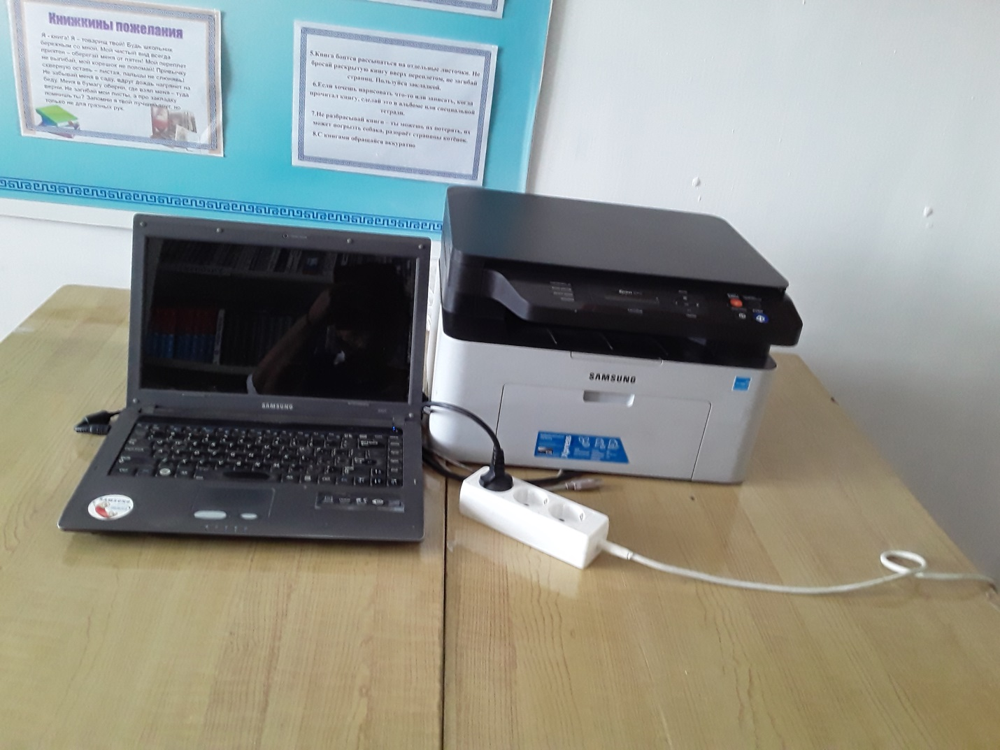 Книжкины пожелания
Я - книга! Я – товарищ твой! Будь школьник
бережным со мной. Мой чистый вид всегда
приятен – оберегай меня от пятен! Мой переплет
не выгибай, мой корешок не поломай! Привычку
скверную оставь – листая, пальцы не слюнявь!
Не забывай меня в саду, вдруг дождь нагрянет на
беду. Меня в бумагу оберни, где взял меня – туда
верни. Не загибай мои листы, а про закладку
помнишь ты? Запомни я твой лучший друг, но
только не для грязных рук.
5.Книга боится рассыпаться на отдельные листочки. Не
бросай раскрытую книгу вверх переплетом, не загибай
страниц. Пользуйся закладкой.
6.Если хочешь нарисовать что-то или записать, когда
прочитал книгу, сделай это в альбоме или специальной
тетради.
7.Не разбрасывай книги – ты можешь их потерять, их
может погрызть собака, разорвёт страницы котёнок.
8.С книгами обращайся аккуратно
SAMSUNG
SAMSUNG
Xpress
SAMSUNG